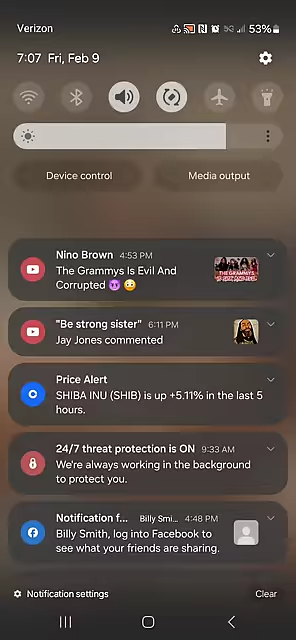 Verizon 53%
7:07 Fri, Feb 9
Device control Media output
Nino Brown 4:53 PM
The Grammys Is Evil And
Corrupted 😈 😳
THE GRAMMYS
"Be strong sister" 6:11 PM
Jay Jones commented
Price Alert
SHIBA INU (SHIB) is up +5.11% in the last 5
hours.
24/7 threat protection is ON 9:33 AM
We're always working in the background
to protect you.
Notification f... Billy Smi... 4:48 PM
Billy Smith, log into Facebook to
see what your friends are sharing.
Notification settings Clear